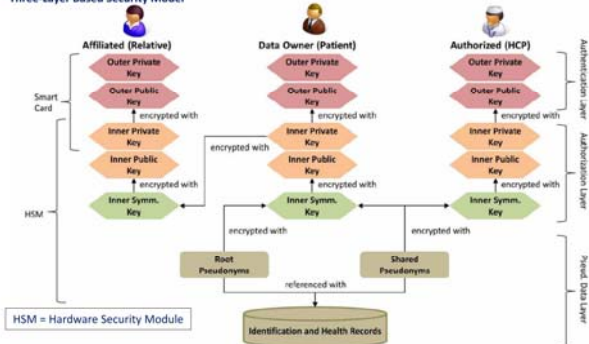 Three-Layer Based Security Model
Affiliated (Relative)
Data Owner (Patient)
Authorized (HCP)
Outer Private
Key
Outer Private
Key
Outer Private
Key
Outer Public
Key
Outer Public
Key
Outer Public
Key
Smart
Card
Authentication Layer
encrypted with
encrypted with
encrypted with
Inner Private
Key
Inner Private
Key
Inner Private
Key
encrypted with
Inner Public
Key
Inner Public
Key
Inner Public
Key
Authorization Layer
encrypted with
encrypted with
encrypted with
HSM
Inner Symm.
Key
Inner Symm.
Key
Inner Symm.
Key
encrypted with
encrypted with
Root
Pseudonyms
Shared
Pseudonyms
Pseud. Data Layer
referenced with
HSM = Hardware Security Module
Identification and Health Records